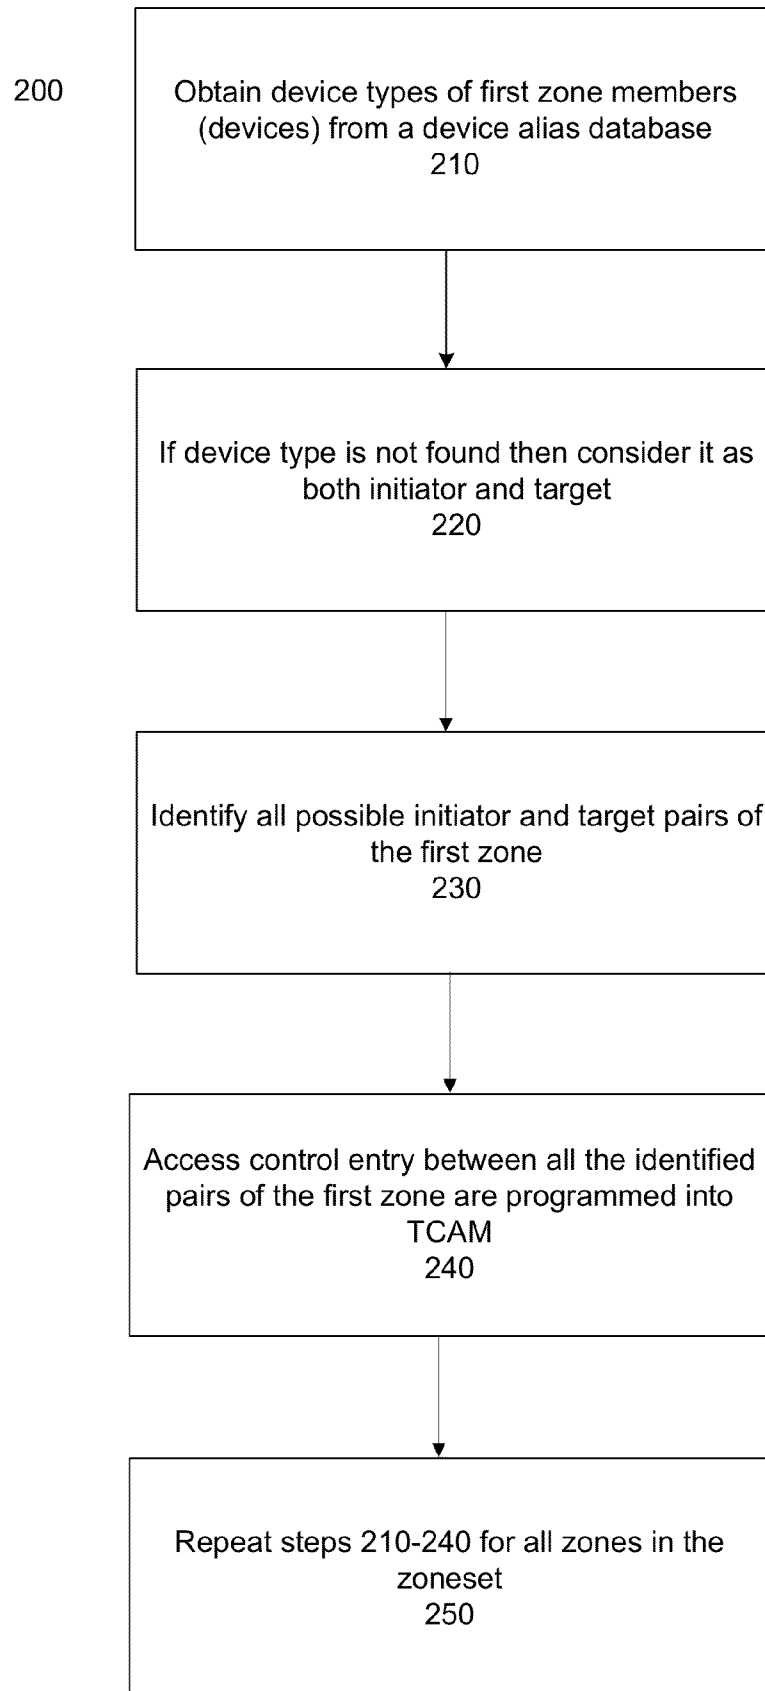 200
Obtain device types of first zone members
(devices) from a device alias database
210
If device type is not found then consider it as
both initiator and target
220
Identify all possible initiator and target pairs of
the first zone
230
Access control entry between all the identified
pairs of the first zone are programmed into
TCAM
240
Repeat steps 210-240 for all zones in the
zoneset
250